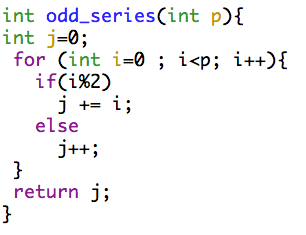 int odd_series(int p){
int j=0;
for (int i=0 ; i<p; i++){
if(i%2)
j += i;
else
j++;
}
return j;
}